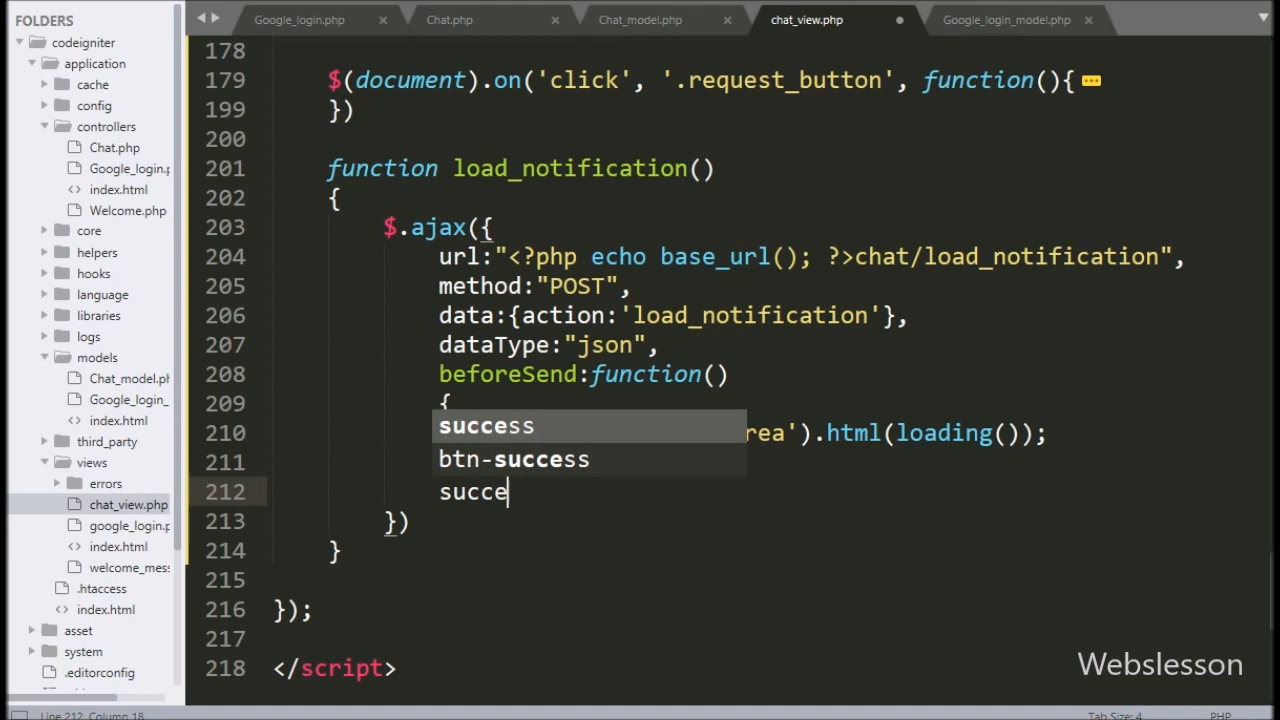 FOLDERS
codeigniter
application
cache
config
controllers
Chat.php
Google_login.p
index.html
Welcome.php
core
helpers
hooks
language
libraries
logs
models
Chat_model.ph
Google_login_
index.html
third_party
views
errors
chat_view.php
google_login.p
index.html
welcome_mess
.htaccess
index.html
asset
system
.editorconfig
Google_login.php
Chat.php
Chat_model.php
chat_view.php
Google_login_model.php
178
179 $(document).on('click', '.request_button', function(){
199 })
200
201 function load_notification()
202 {
203 $.ajax({
204 url:"<?php echo base_url(); ?>chat/load_notification",
205 method:"POST",
206 data:{action:'load_notification'},
207 dataType:"json",
208 beforeSend:function()
209 {
success
210 rea').html(loading());
btn-success
211
212 succe
213 })
214 }
215
216 });
217
218 </script>
Webslesson
Line 212, Column 18
Tab Size: 4
PHP